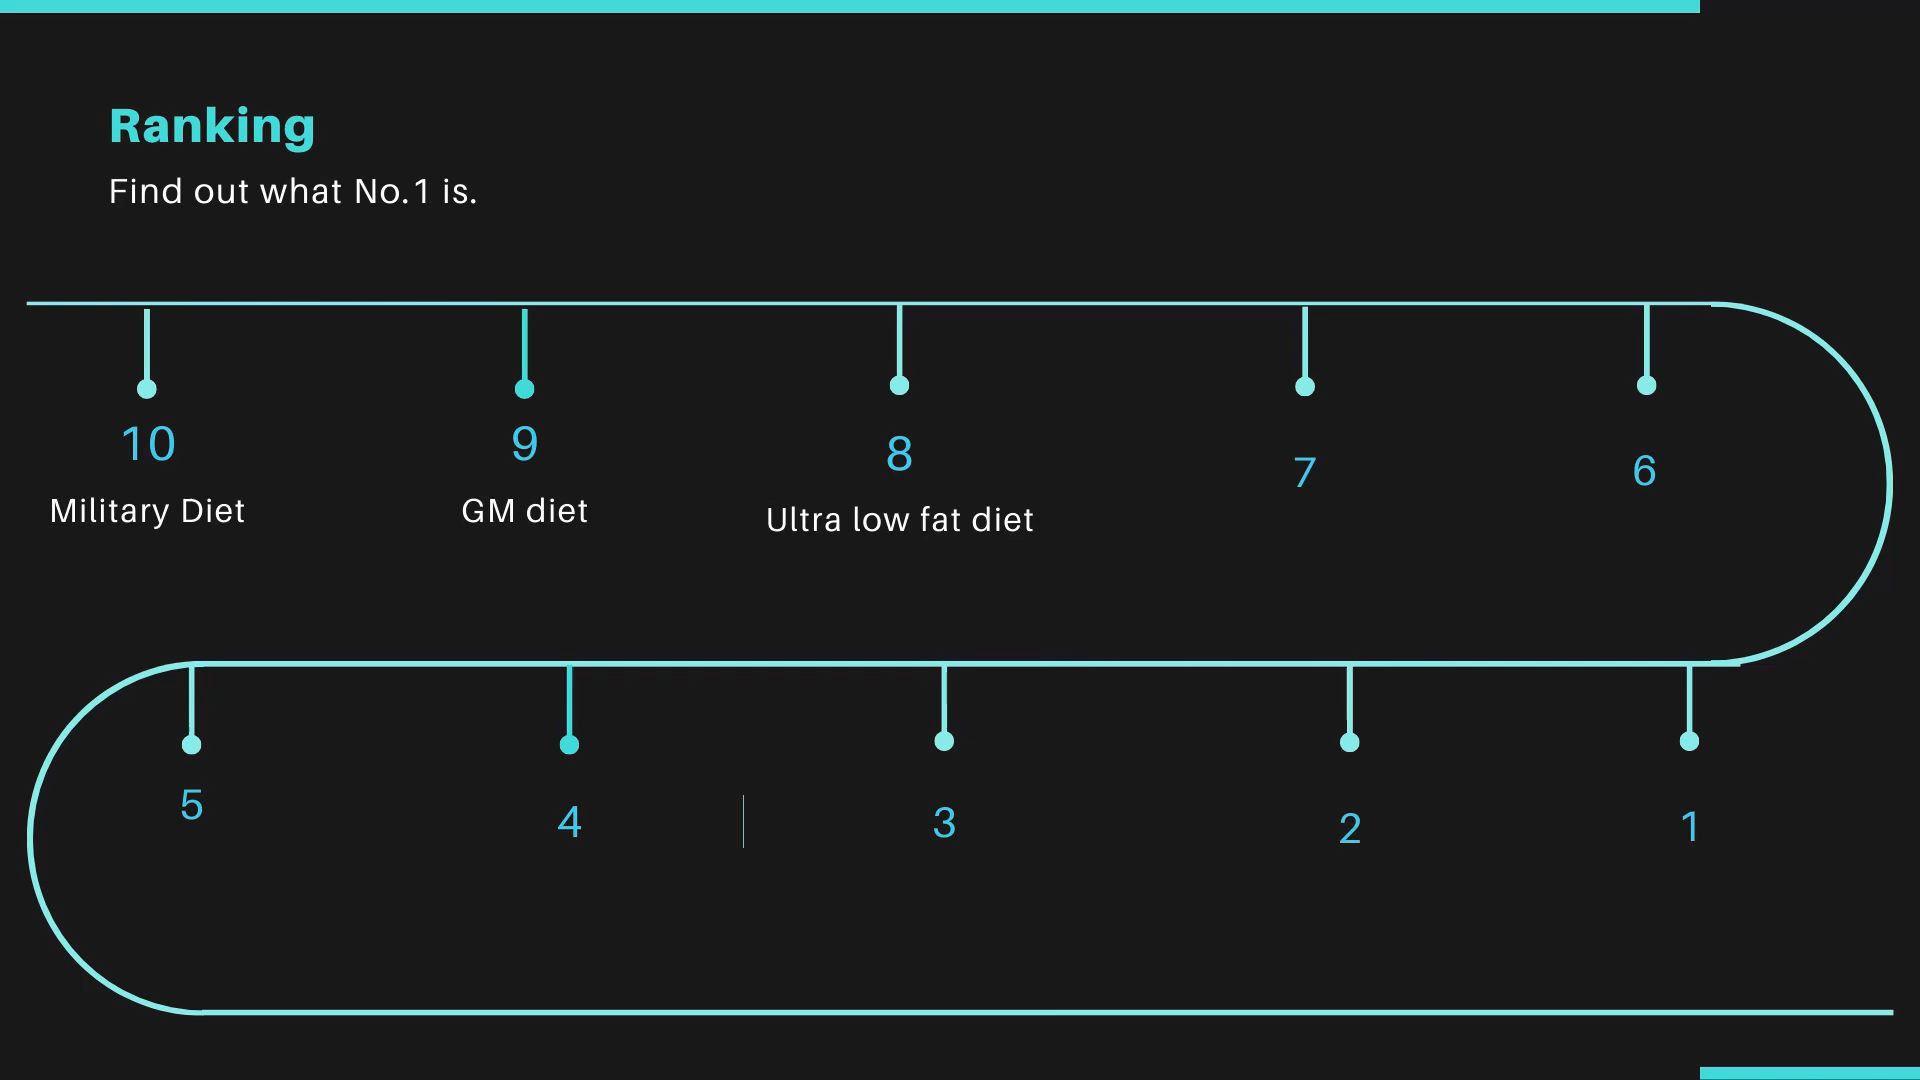 Ranking
Find out what No.1 is.
10
Military Diet
9
GM diet
8
Ultra low fat diet
7
6
5
4
3
2
1